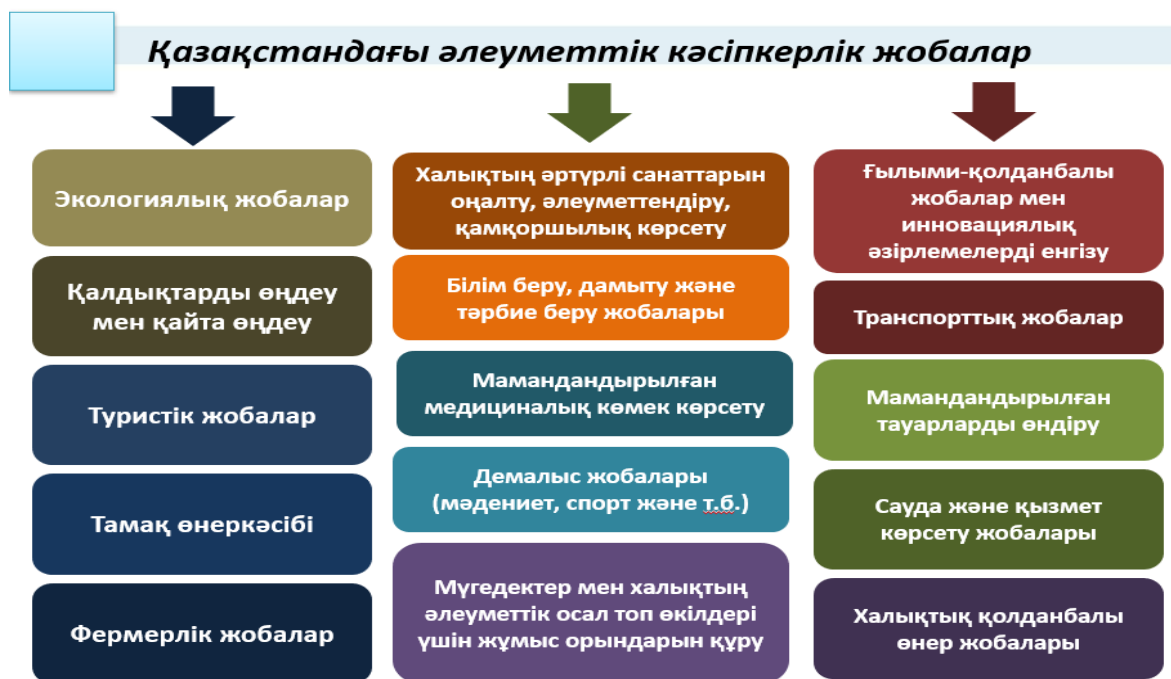 Қазақстандағы әлеуметтік кәсіпкерлік жобалар
Экологиялық жобалар
Қалдықтарды өңдеу
мен қайта өңдеу
Туристік жобалар
Тамақ өнеркәсібі
Фермерлік жобалар
Халықтың әртүрлі санаттарын
оңалту, әлеуметтендіру,
қамқоршылық көрсету
Білім беру, дамыту және
тәрбие беру жобалары
Мамандандырылған
медициналық көмек көрсету
Демалыс жобалары
(мәдениет, спорт және т.б.)
Мүгедектер мен халықтың
әлеуметтік осал топ өкілдері
үшін жұмыс орындарын құру
Ғылыми-қолданбалы
жобалар мен
инновациялық
әзірлемелерді енгізу
Транспорттық жобалар
Мамандандырылған
тауарларды өндіру
Сауда және қызмет
көрсету жобалары
Халықтық қолданбалы
өнер жобалары